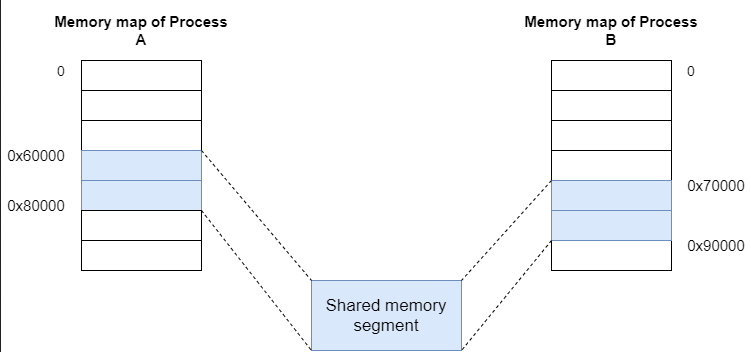 Memory map of Process
A
Memory map of Process
B
0
0
0x60000
0x70000
0x80000
0x90000
Shared memory
segment